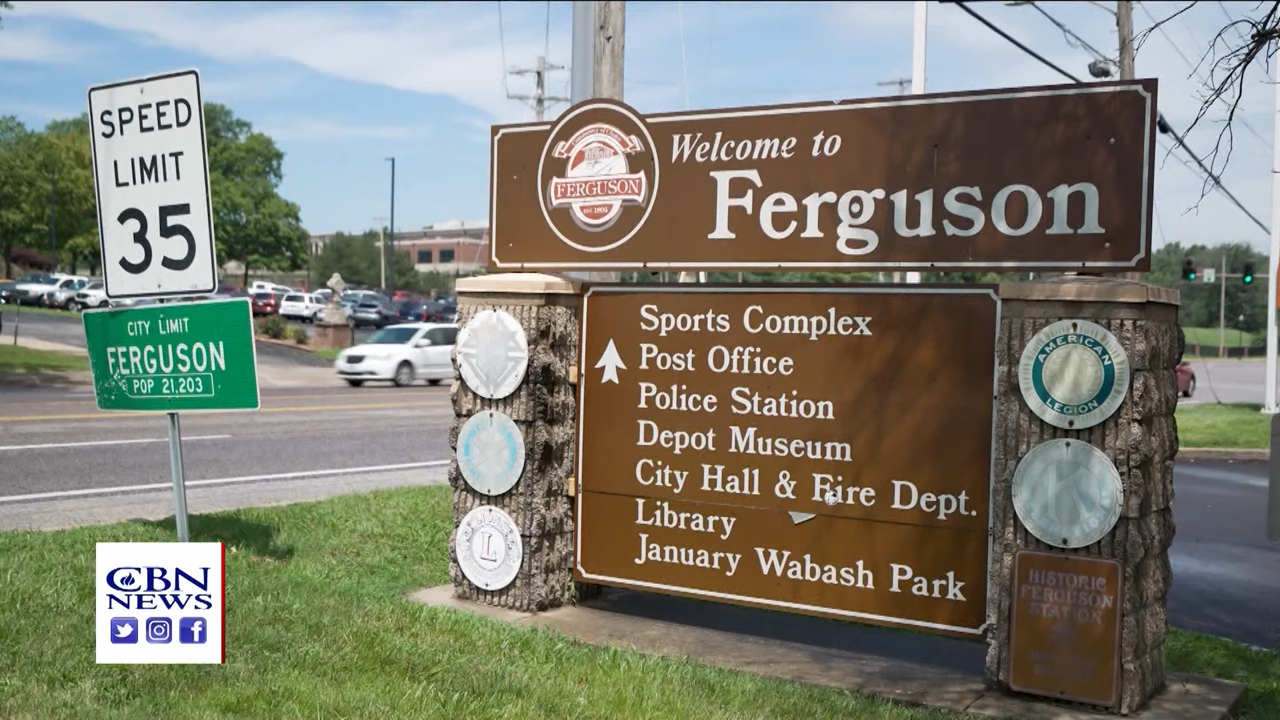 SPEED
LIMIT
35
CITY LIMIT
FERGUSON
POP 21,203
FERGUSON
Welcome to
Ferguson
Sports Complex
Post Office
Police Station
Depot Museum
City Hall & Fire Dept.
Library
January Wabash Park
L
AMERICAN
LEGION
K
HISTORIC
FERGUSON
STATION
CBN
NEWS